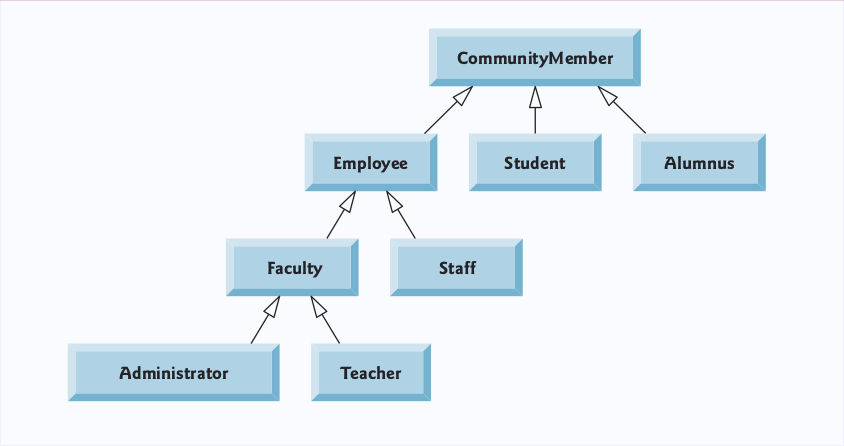 CommunityMember
Employee
Student
Alumnus
Faculty
Staff
Administrator
Teacher